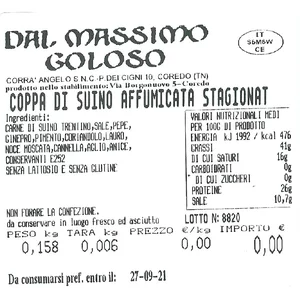 DAL MASSIMO
GOLOSO
IT
S6M6W
CE
CORRA' ANGELO S.N.C.-P.DEI CIGNI 10, COREDO (TN)
prodotto nello stabilimento: Via Borgonuovo 5-Coredo
COPPA DI SUINO AFFUMICATA STAGIONAT
Ingredienti:
CARNE DI SUINO TRENTINO, SALE, PEPE,
GINEPRO, PIMENTO, CORIANDOLO, LAURO,
NOCE MOSCATA, CANNELLA, AGLIO, ANICE,
CONSERVANTI E252
SENZA LATTOSIO E SENZA GLUTINE
VALORI NUTRIZIONALI MEDI
PER 100G DI PRODOTTO
ENERGIA kJ 1992 / kcal 476
GRASSI 41g
DI CUI SATURI 16g
CARBOIDRATI 0g
DI CUI ZUCCHERI 0g
PROTEINE 26g
SALE 10,7g
NON FORARE LA CONFEZIONE.
da conservare in luogo fresco ed asciutto
LOTTO N: 8820
PESO kg TARA kg PREZZO €/kg IMPORTO €
0,158 0,006 0,00 0,00
Da consumarsi pref. entro il: 27-09-21